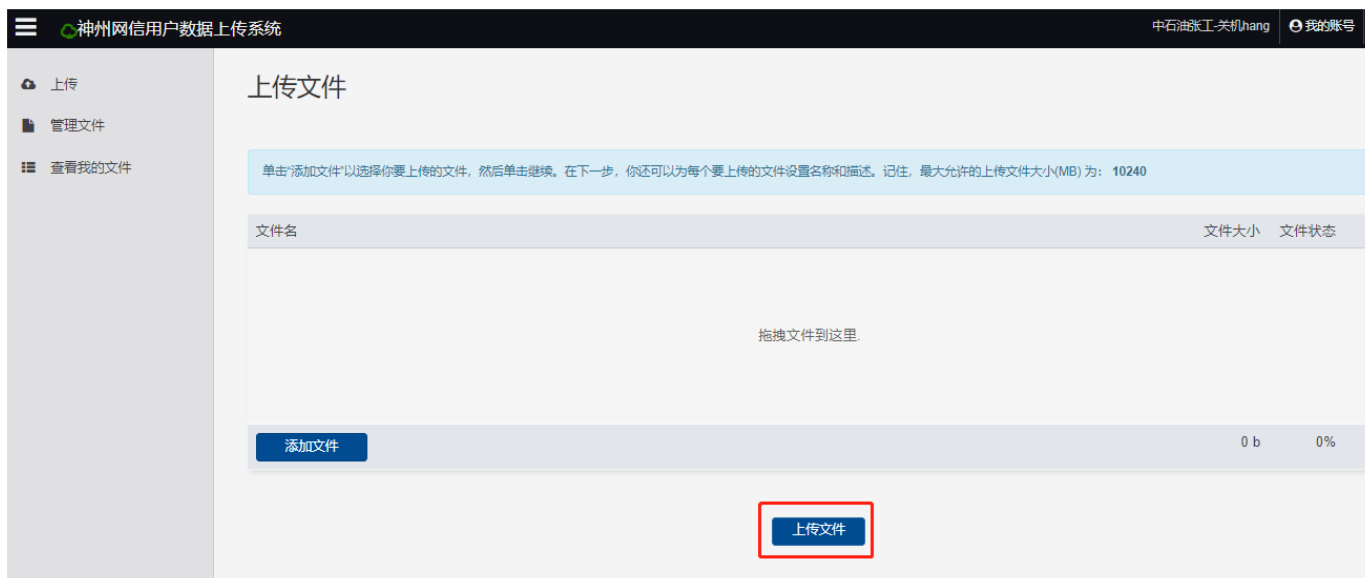 神州网信用户数据上传系统
中石油张工-关机hang
我的账号
上传
管理文件
查看我的文件
上传文件
单击“添加文件”以选择你要上传的文件，然后单击继续。在下一步，你还可以为每个要上传的文件设置名称和描述。记住，最大允许的上传文件大小(MB) 为： 10240
文件名 文件大小 文件状态
拖拽文件到这里.
添加文件 0 b 0%
上传文件